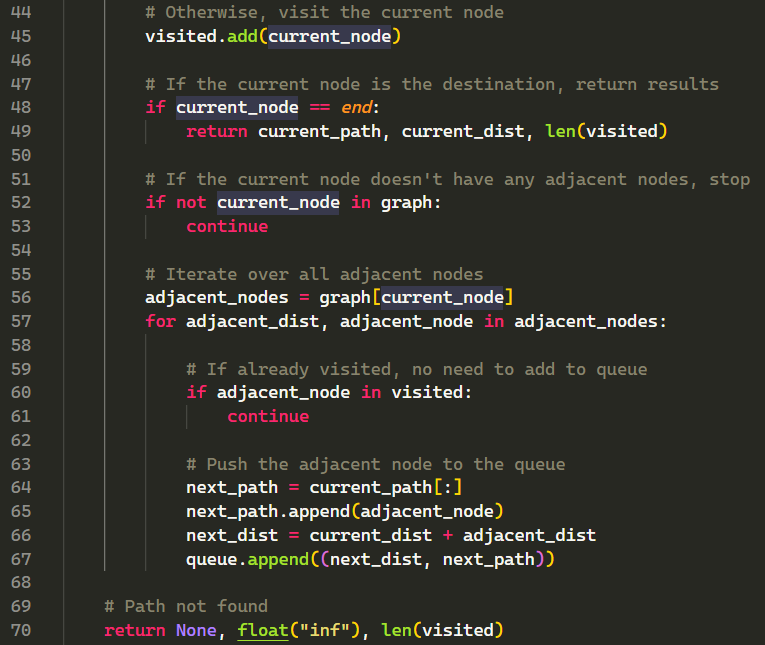 44 # Otherwise, visit the current node
45 visited.add(current_node)
46
47 # If the current node is the destination, return results
48 if current_node == end:
49 return current_path, current_dist, len(visited)
50
51 # If the current node doesn't have any adjacent nodes, stop
52 if not current_node in graph:
53 continue
54
55 # Iterate over all adjacent nodes
56 adjacent_nodes = graph[current_node]
57 for adjacent_dist, adjacent_node in adjacent_nodes:
58
59 # If already visited, no need to add to queue
60 if adjacent_node in visited:
61 continue
62
63 # Push the adjacent node to the queue
64 next_path = current_path[:]
65 next_path.append(adjacent_node)
66 next_dist = current_dist + adjacent_dist
67 queue.append((next_dist, next_path))
68
69 # Path not found
70 return None, float("inf"), len(visited)